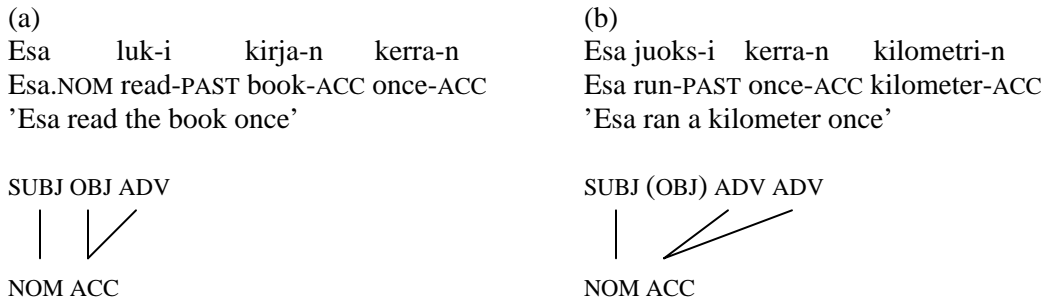 (a)
Esa luk-i kirja-n kerra-n
Esa.NOM read-PAST book-ACC once-ACC
’Esa read the book once’
SUBJ OBJ ADV
NOM ACC
(b)
Esa juoks-i kerra-n kilometri-n
Esa run-PAST once-ACC kilometer-ACC
’Esa ran a kilometer once’
SUBJ (OBJ) ADV ADV
NOM ACC